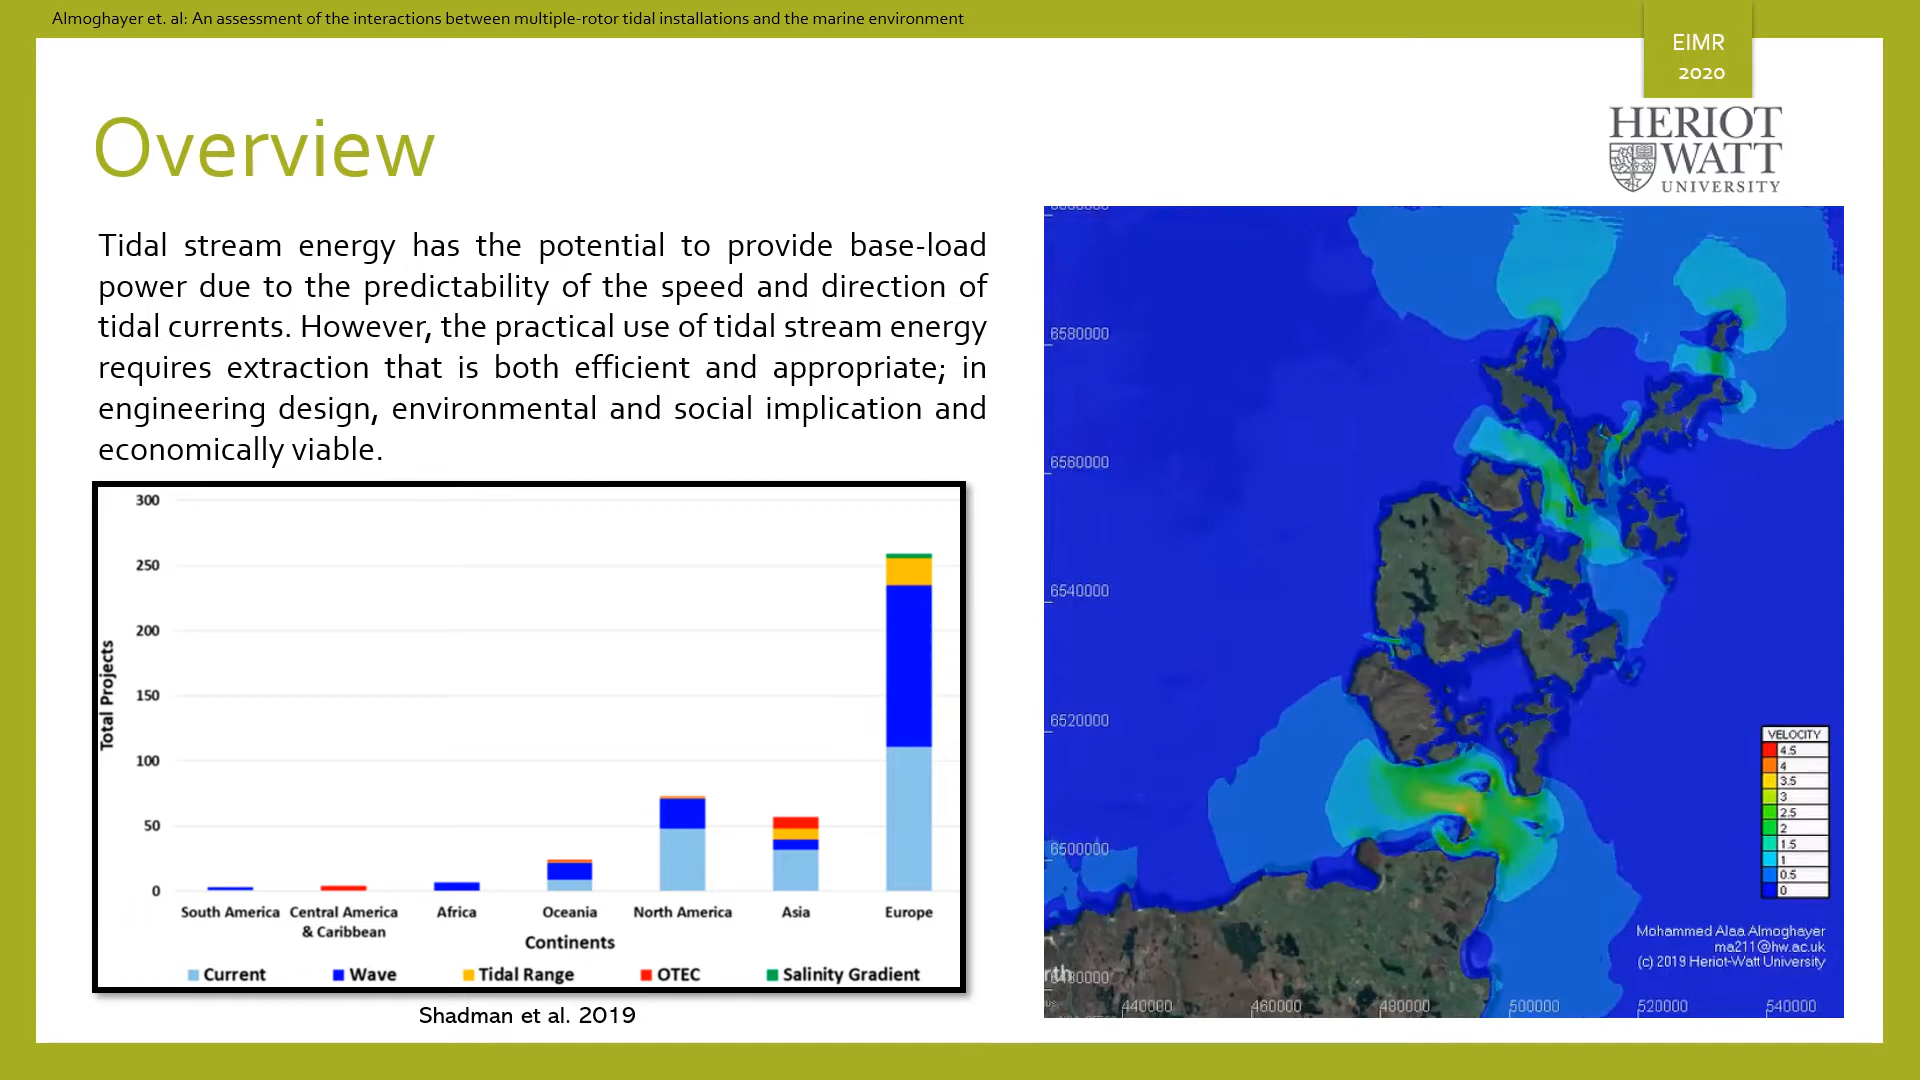 Almoghayer et. al: An assessment of the interactions between multiple-rotor tidal installations and the marine environment
EIMR
2020
HERIOT
WATT
UNIVERSITY
Overview
Tidal stream energy has the potential to provide base-load
power due to the predictability of the speed and direction of
tidal currents. However, the practical use of tidal stream energy
requires extraction that is both efficient and appropriate; in
engineering design, environmental and social implication and
economically viable.
300
250
200
150
100
50
0
Total Projects
South America
Central America
& Caribbean
Africa
Oceania
North America
Asia
Europe
Continents
Current
Wave
Tidal Range
OTEC
Salinity Gradient
Shadman et al. 2019
6580000
6560000
6540000
6520000
6500000
440000
460000
480000
500000
520000
540000
VELOCITY
4.5
4
3.5
3
2.5
2
1.5
1
0.5
0
Mohammed Alaa Almoghayer
ma211@hw.ac.uk
(c) 2019 Heriot-Watt University